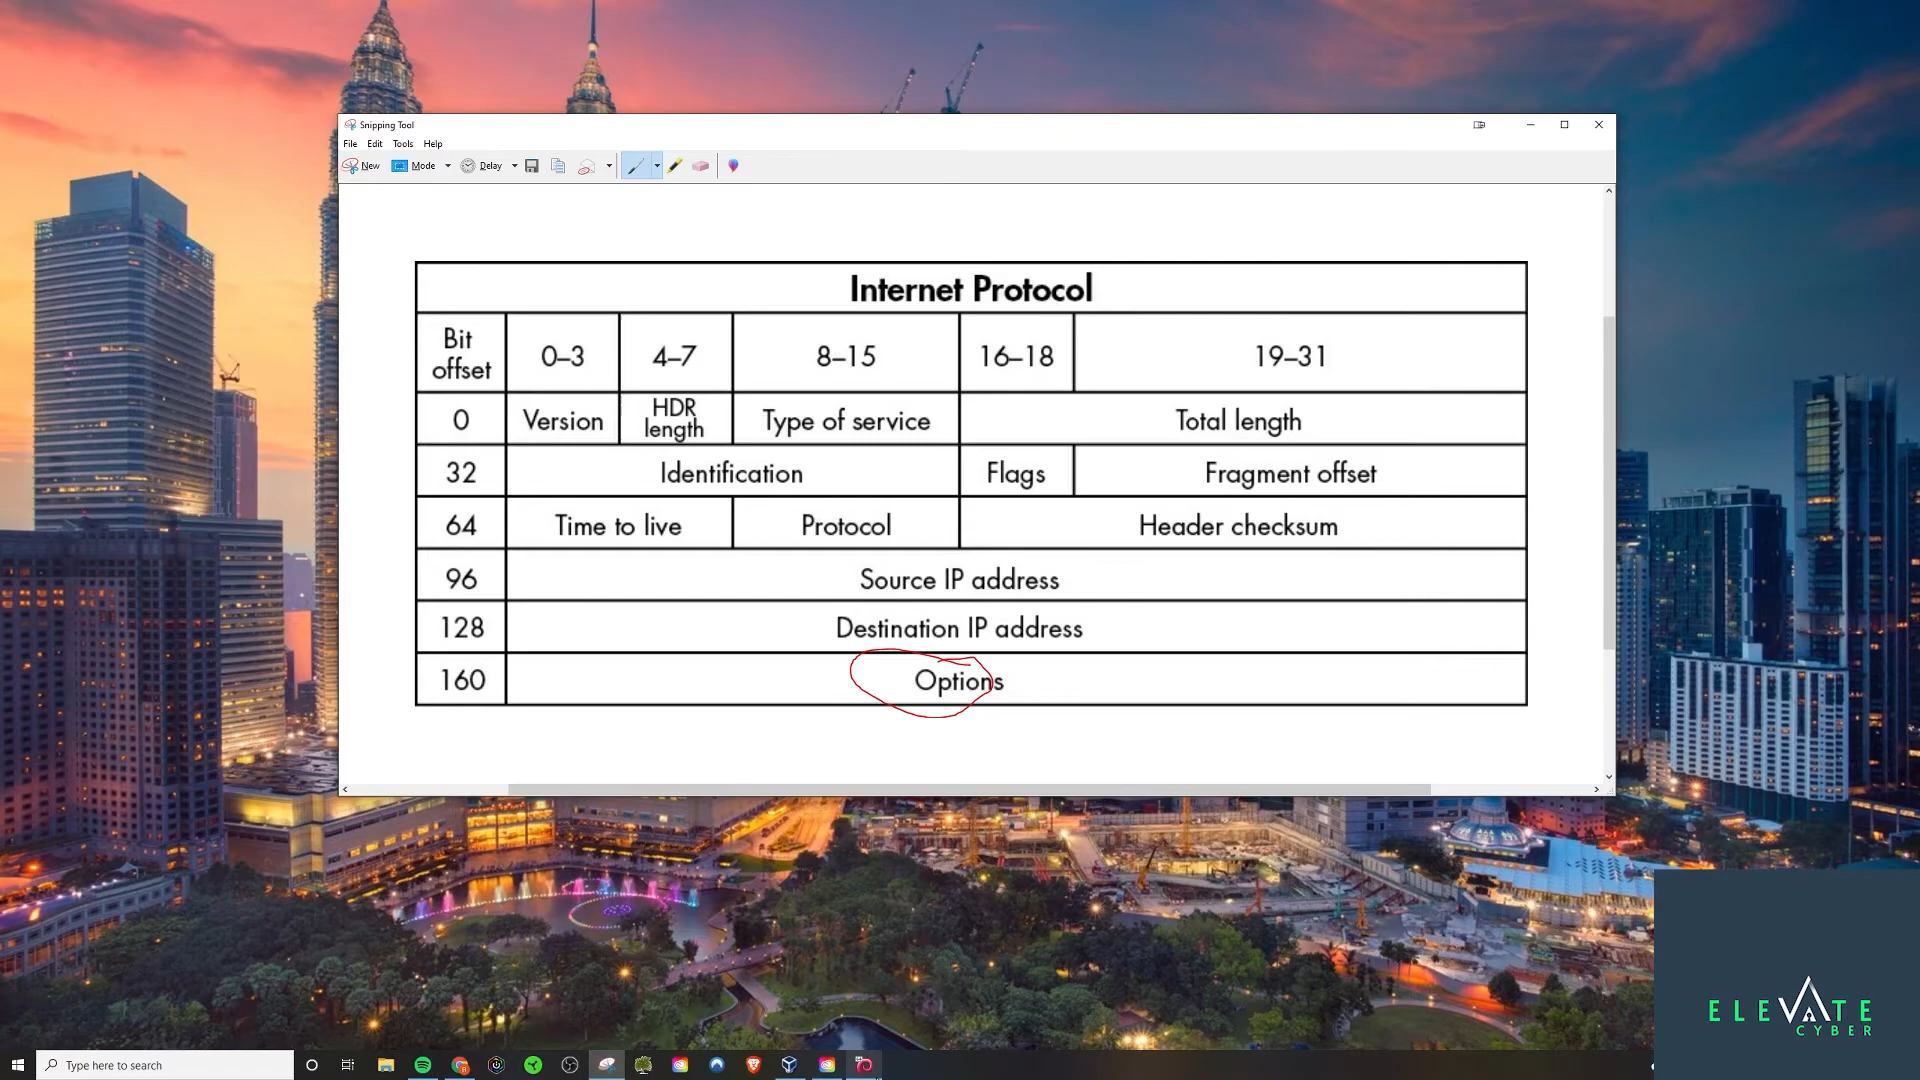 Snipping Tool
File Edit Tools Help
New Mode Delay
Internet Protocol
Bit offset 0–3 4–7 8–15 16–18 19–31
0 Version HDR length Type of service Total length
32 Identification Flags Fragment offset
64 Time to live Protocol Header checksum
96 Source IP address
128 Destination IP address
160 Options
ELEVATE
CYBER
Type here to search